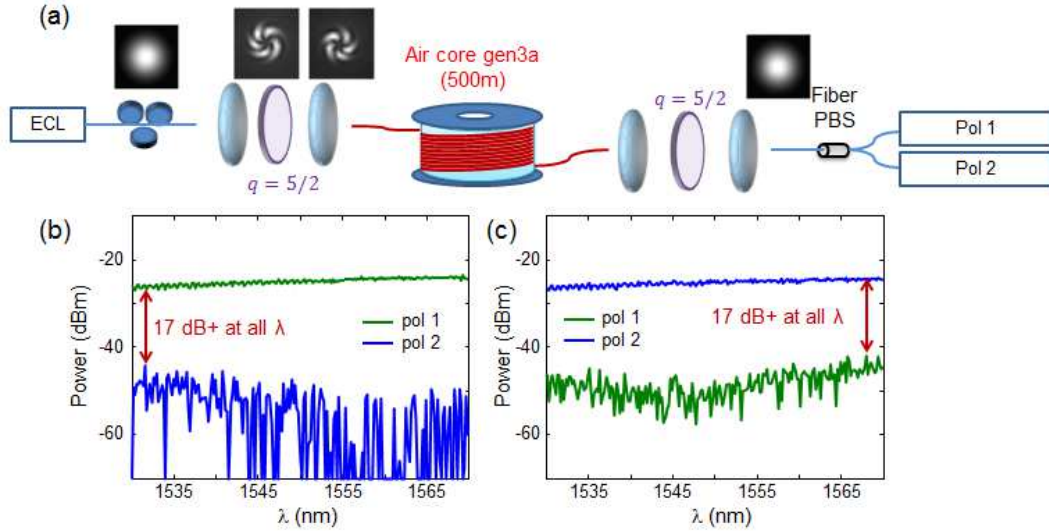 (a)
Air core gen3a
(500m)
ECL
q = 5/2
q = 5/2
Fiber
PBS
Pol 1
Pol 2
(b)
-20
-40
-60
Power (dBm)
17 dB+ at all λ
pol 1
pol 2
1535
1545
1555
1565
λ (nm)
(c)
-20
-40
-60
Power (dBm)
17 dB+ at all λ
pol 1
pol 2
1535
1545
1555
1565
λ (nm)